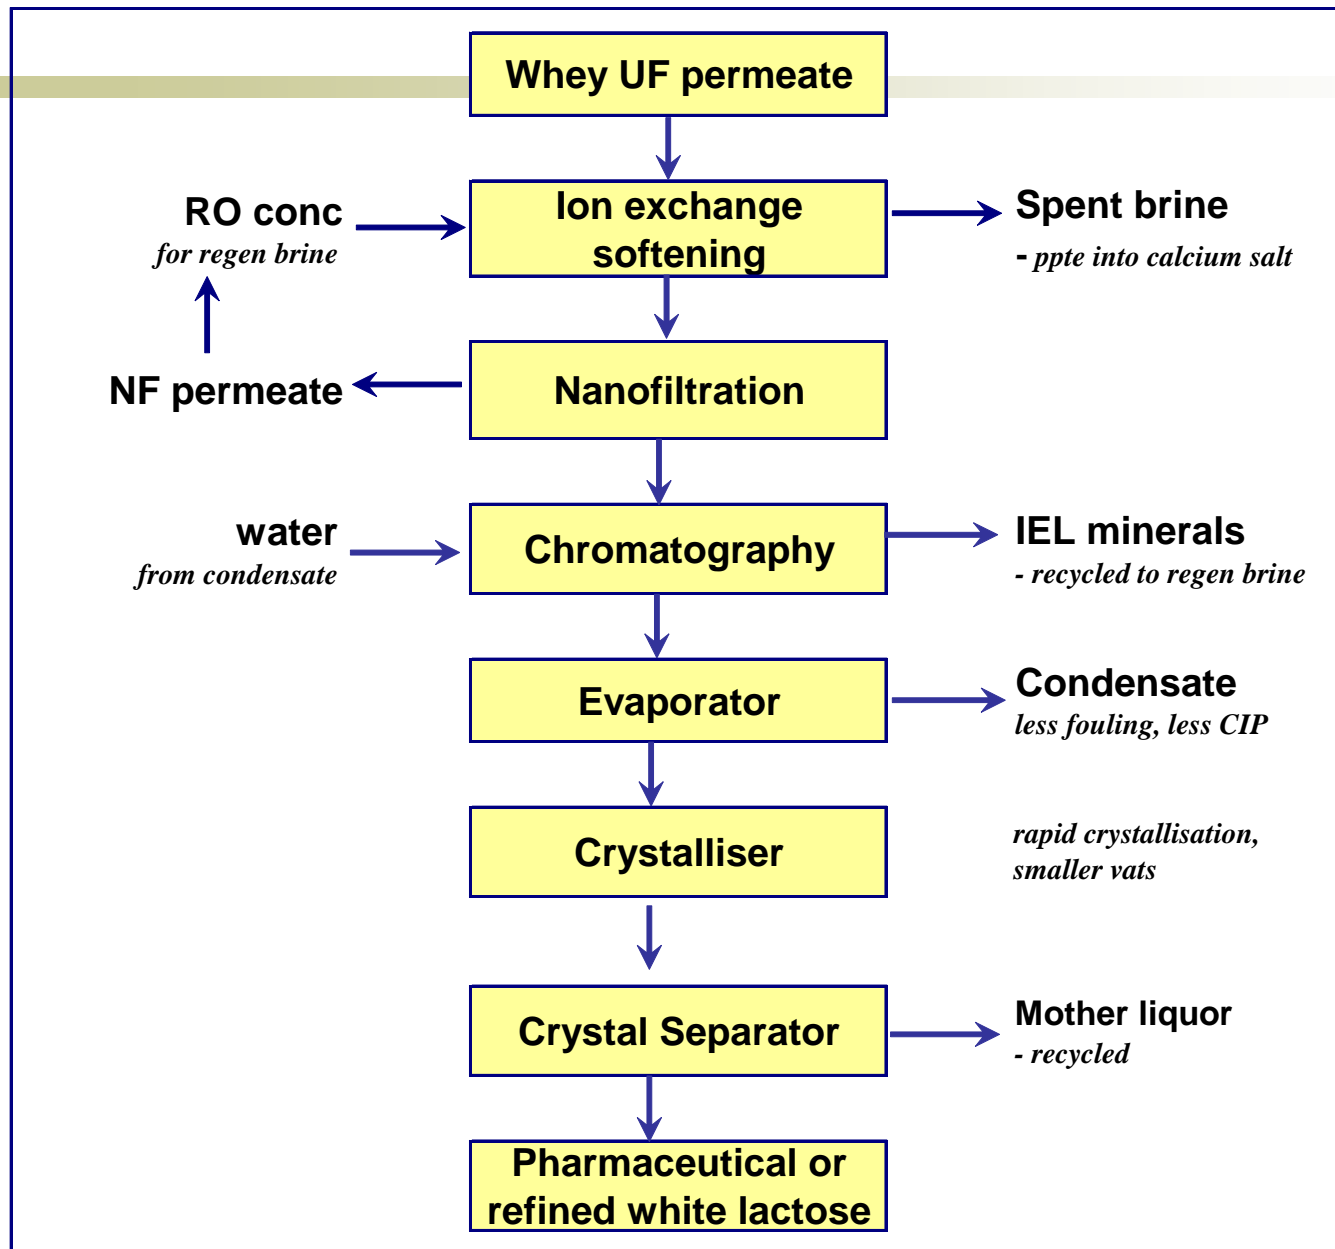 Whey UF permeate
RO conc
for regen brine
Ion exchange
softening
Spent brine
- ppte into calcium salt
NF permeate
Nanofiltration
water
from condensate
Chromatography
IEL minerals
- recycled to regen brine
Evaporator
Condensate
less fouling, less CIP
Crystalliser
rapid crystallisation,
smaller vats
Crystal Separator
Mother liquor
- recycled
Pharmaceutical or
refined white lactose